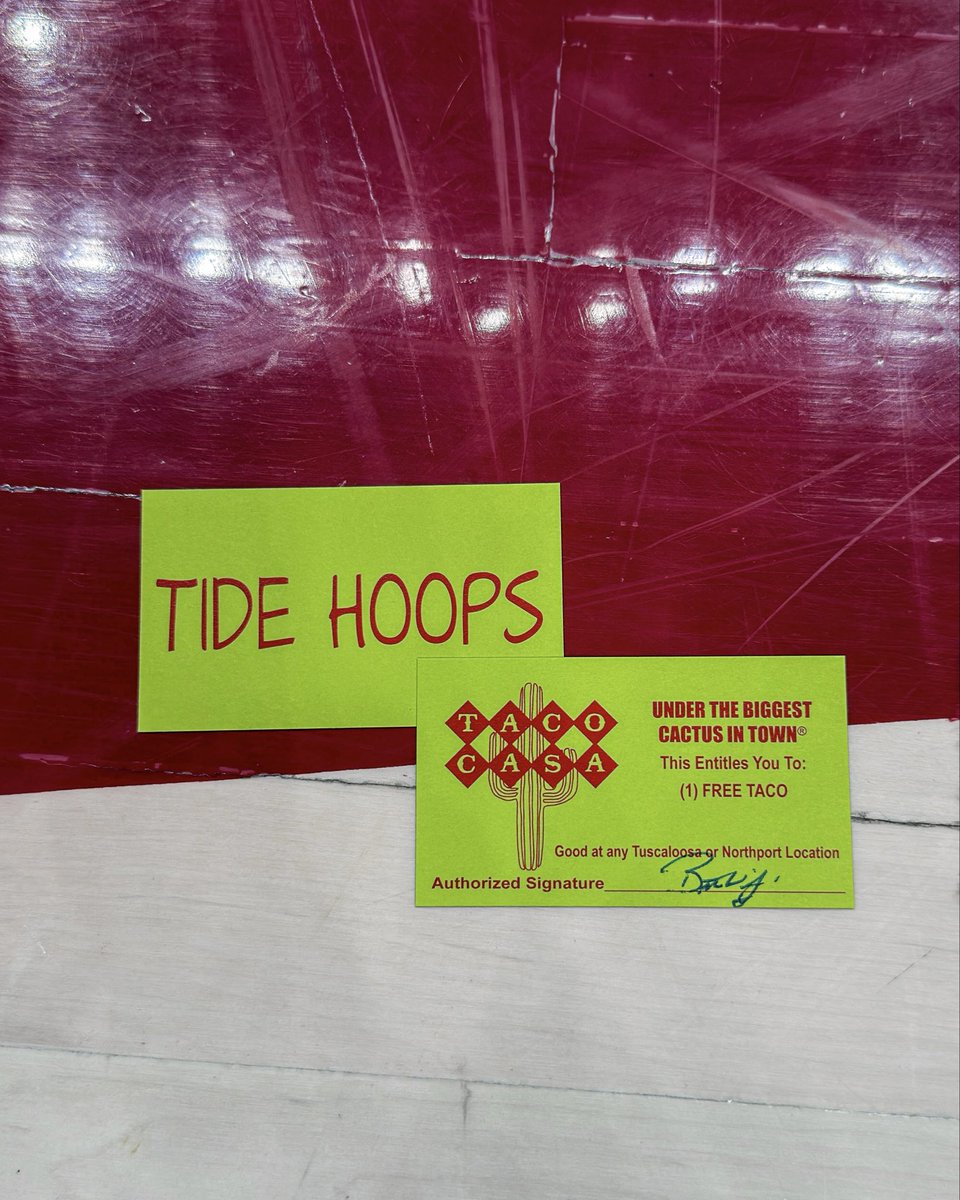 TIDE HOOPS
TACO
CASA
UNDER THE BIGGEST
CACTUS IN TOWN®
This Entitles You To:
(1) FREE TACO
Good at any Tuscaloosa or Northport Location
Authorized Signature